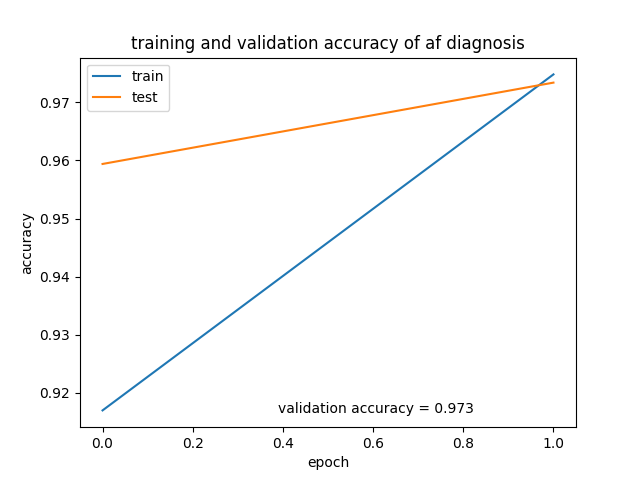 training and validation accuracy of af diagnosis
train
test
0.97
0.96
0.95
0.94
0.93
0.92
accuracy
validation accuracy = 0.973
0.0 0.2 0.4 0.6 0.8 1.0
epoch